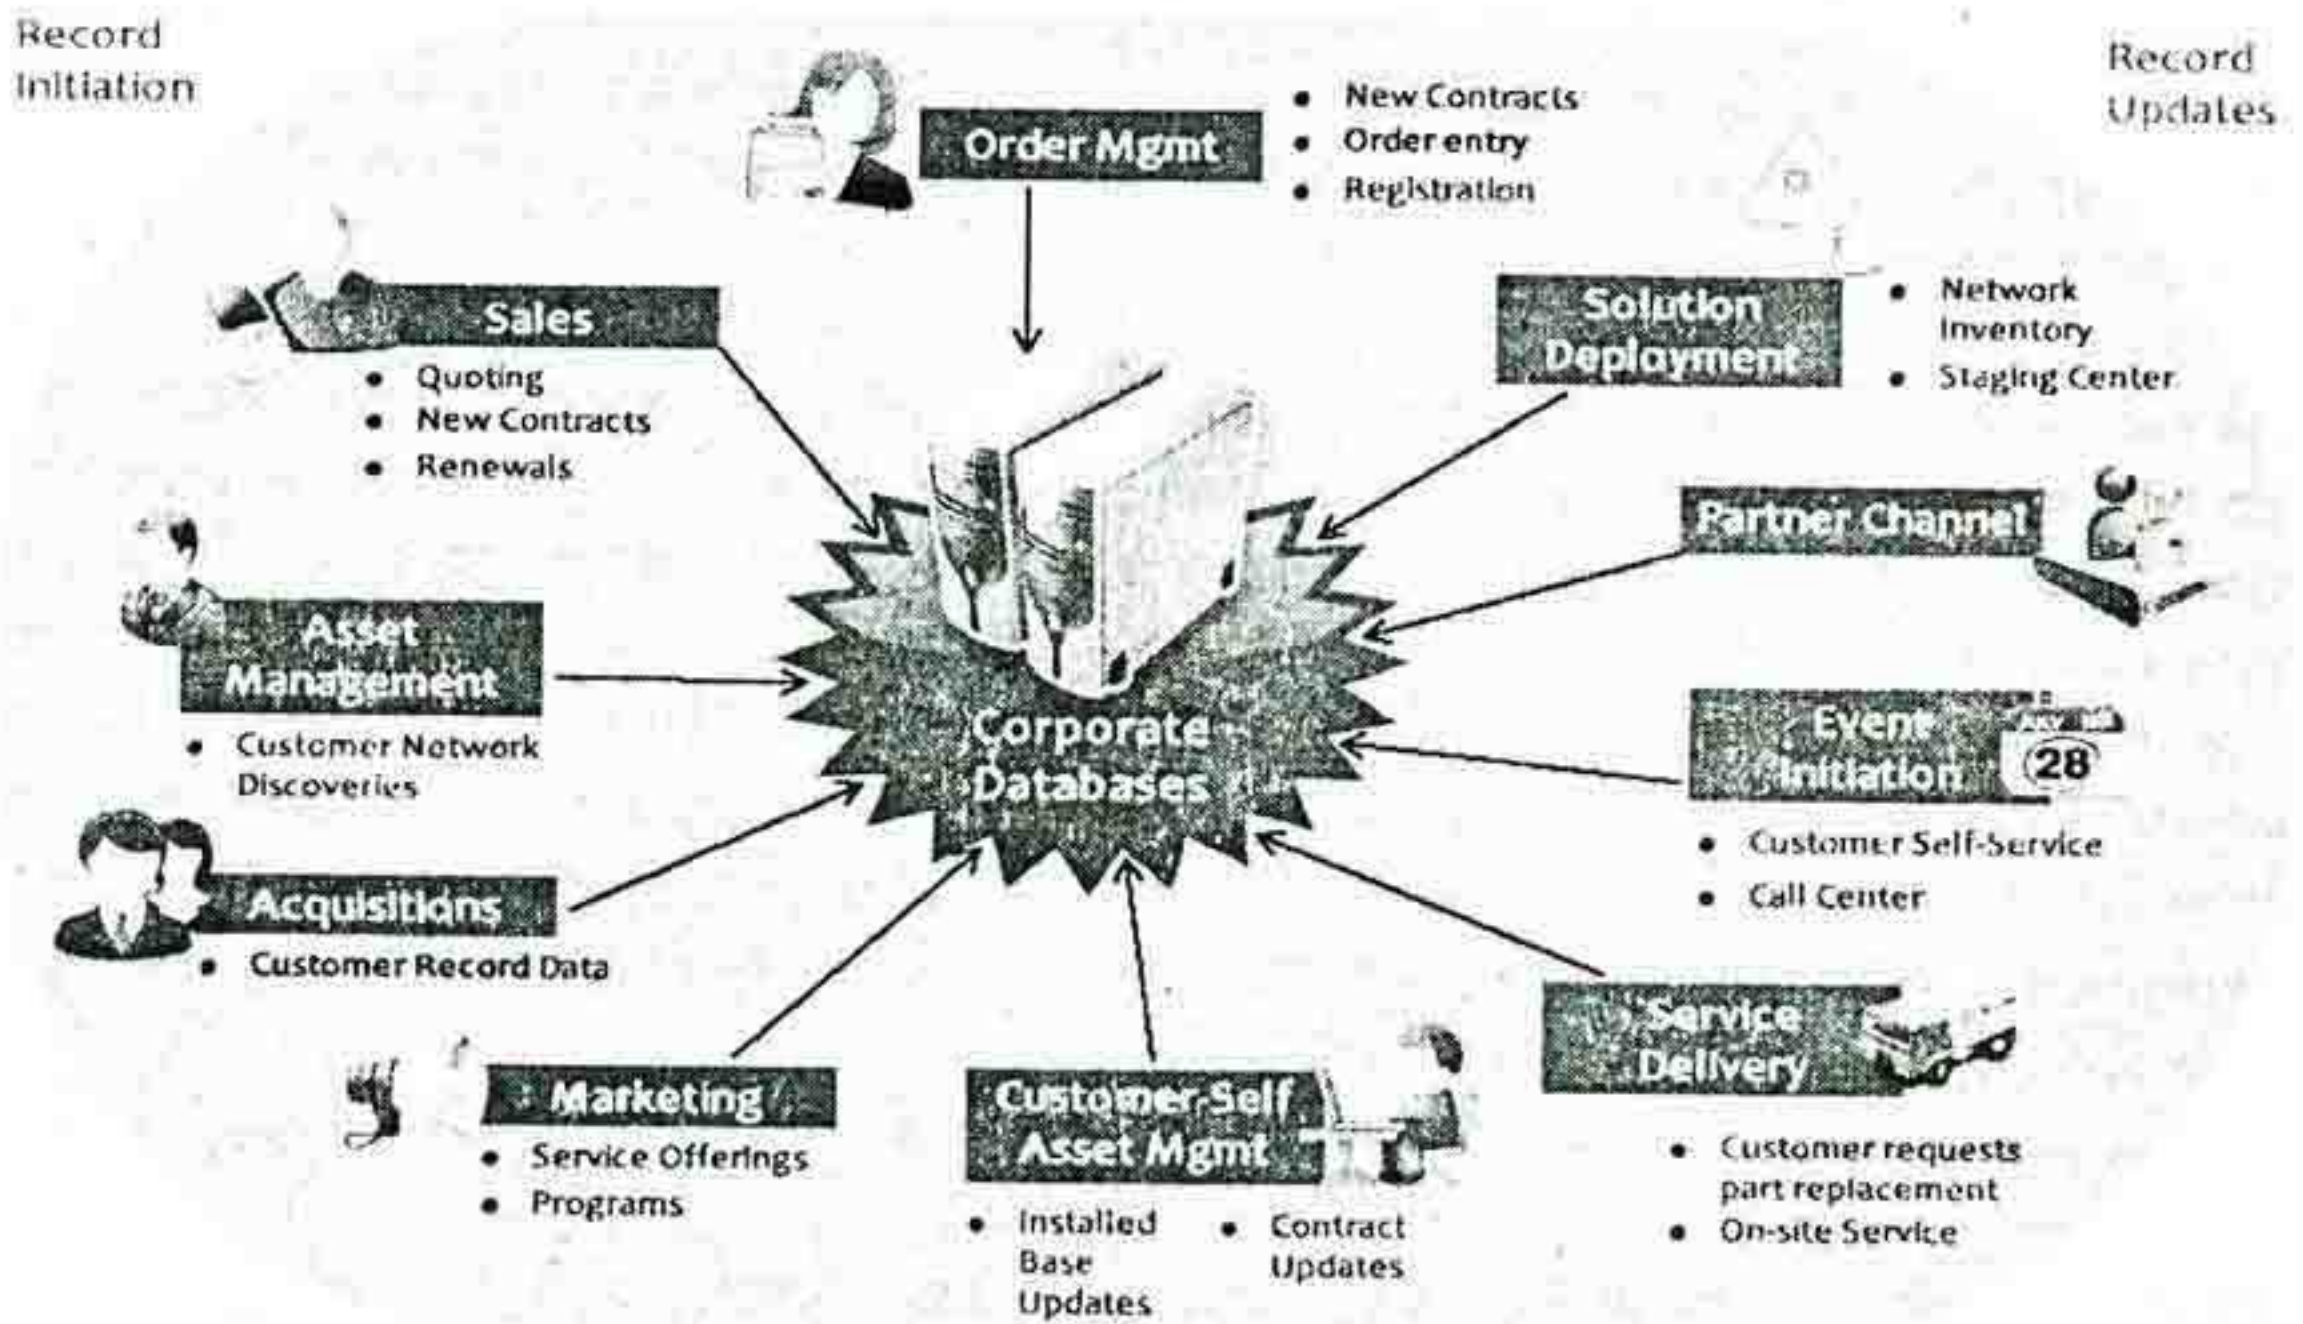 Record
Initiation
Record
Updates
Order Mgmt
• New Contracts
• Order entry
• Registration
Sales
• Quoting
• New Contracts
• Renewals
Solution
Deployment
• Network
Inventory
• Staging Center
Partner Channel
Asset
Management
• Customer Network
Discoveries
Corporate
Databases
Event
Initiation
28
• Customer Self-Service
• Call Center
Acquisitions
• Customer Record Data
Marketing
• Service Offerings
• Programs
Customer Self
Asset Mgmt
• Installed
Base
Updates
• Contract
Updates
Service
Delivery
• Customer requests
part replacement
• On-site Service